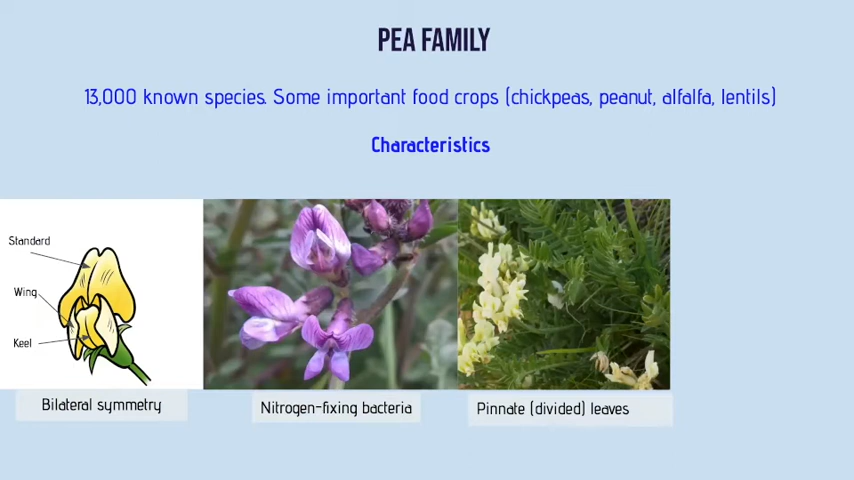 PEA FAMILY
13,000 known species. Some important food crops (chickpeas, peanut, alfalfa, lentils)
Characteristics
Standard
Wing
Keel
Bilateral symmetry
Nitrogen-fixing bacteria
Pinnate (divided) leaves